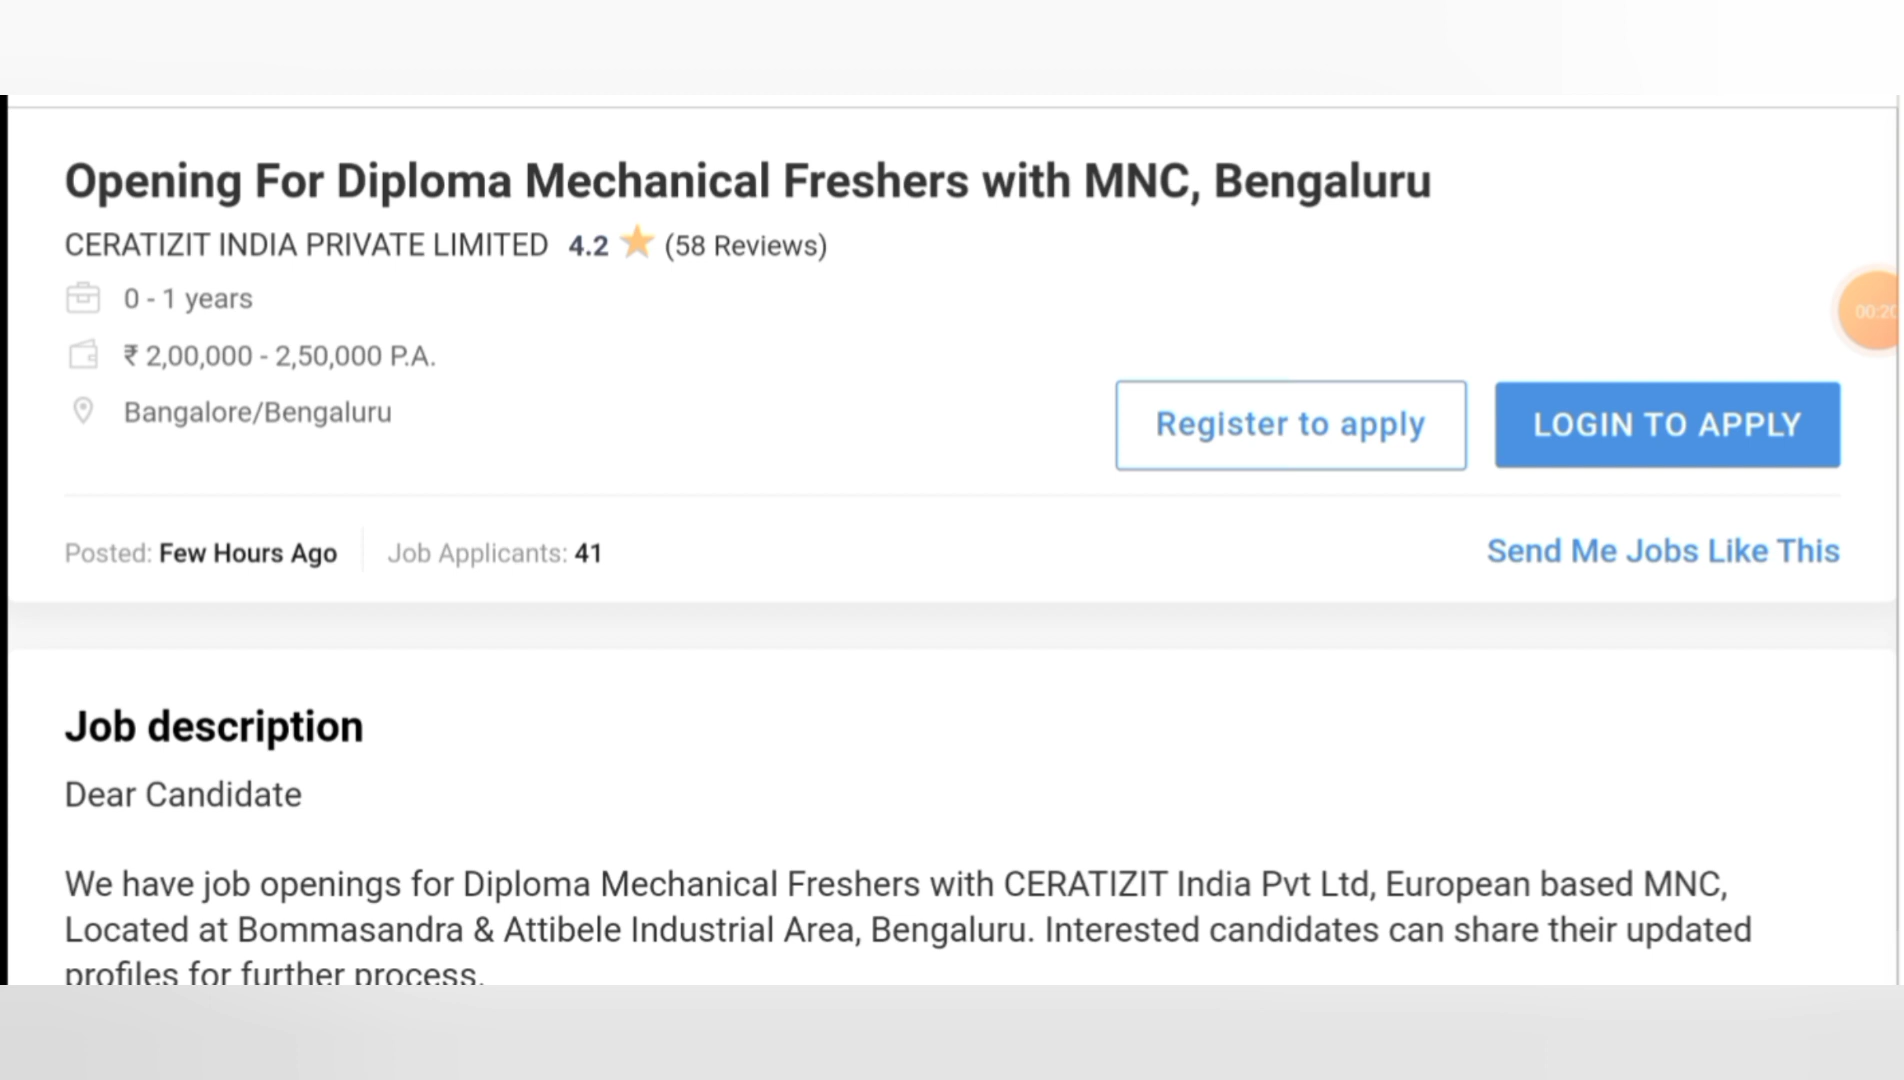 Opening For Diploma Mechanical Freshers with MNC, Bengaluru
CERATIZIT INDIA PRIVATE LIMITED 4.2 (58 Reviews)
0 - 1 years
₹ 2,00,000 - 2,50,000 P.A.
Bangalore/Bengaluru
00:20
Register to apply
LOGIN TO APPLY
Posted: Few Hours Ago
Job Applicants: 41
Send Me Jobs Like This
Job description
Dear Candidate
We have job openings for Diploma Mechanical Freshers with CERATIZIT India Pvt Ltd, European based MNC,
Located at Bommasandra & Attibele Industrial Area, Bengaluru. Interested candidates can share their updated
profiles for further process.